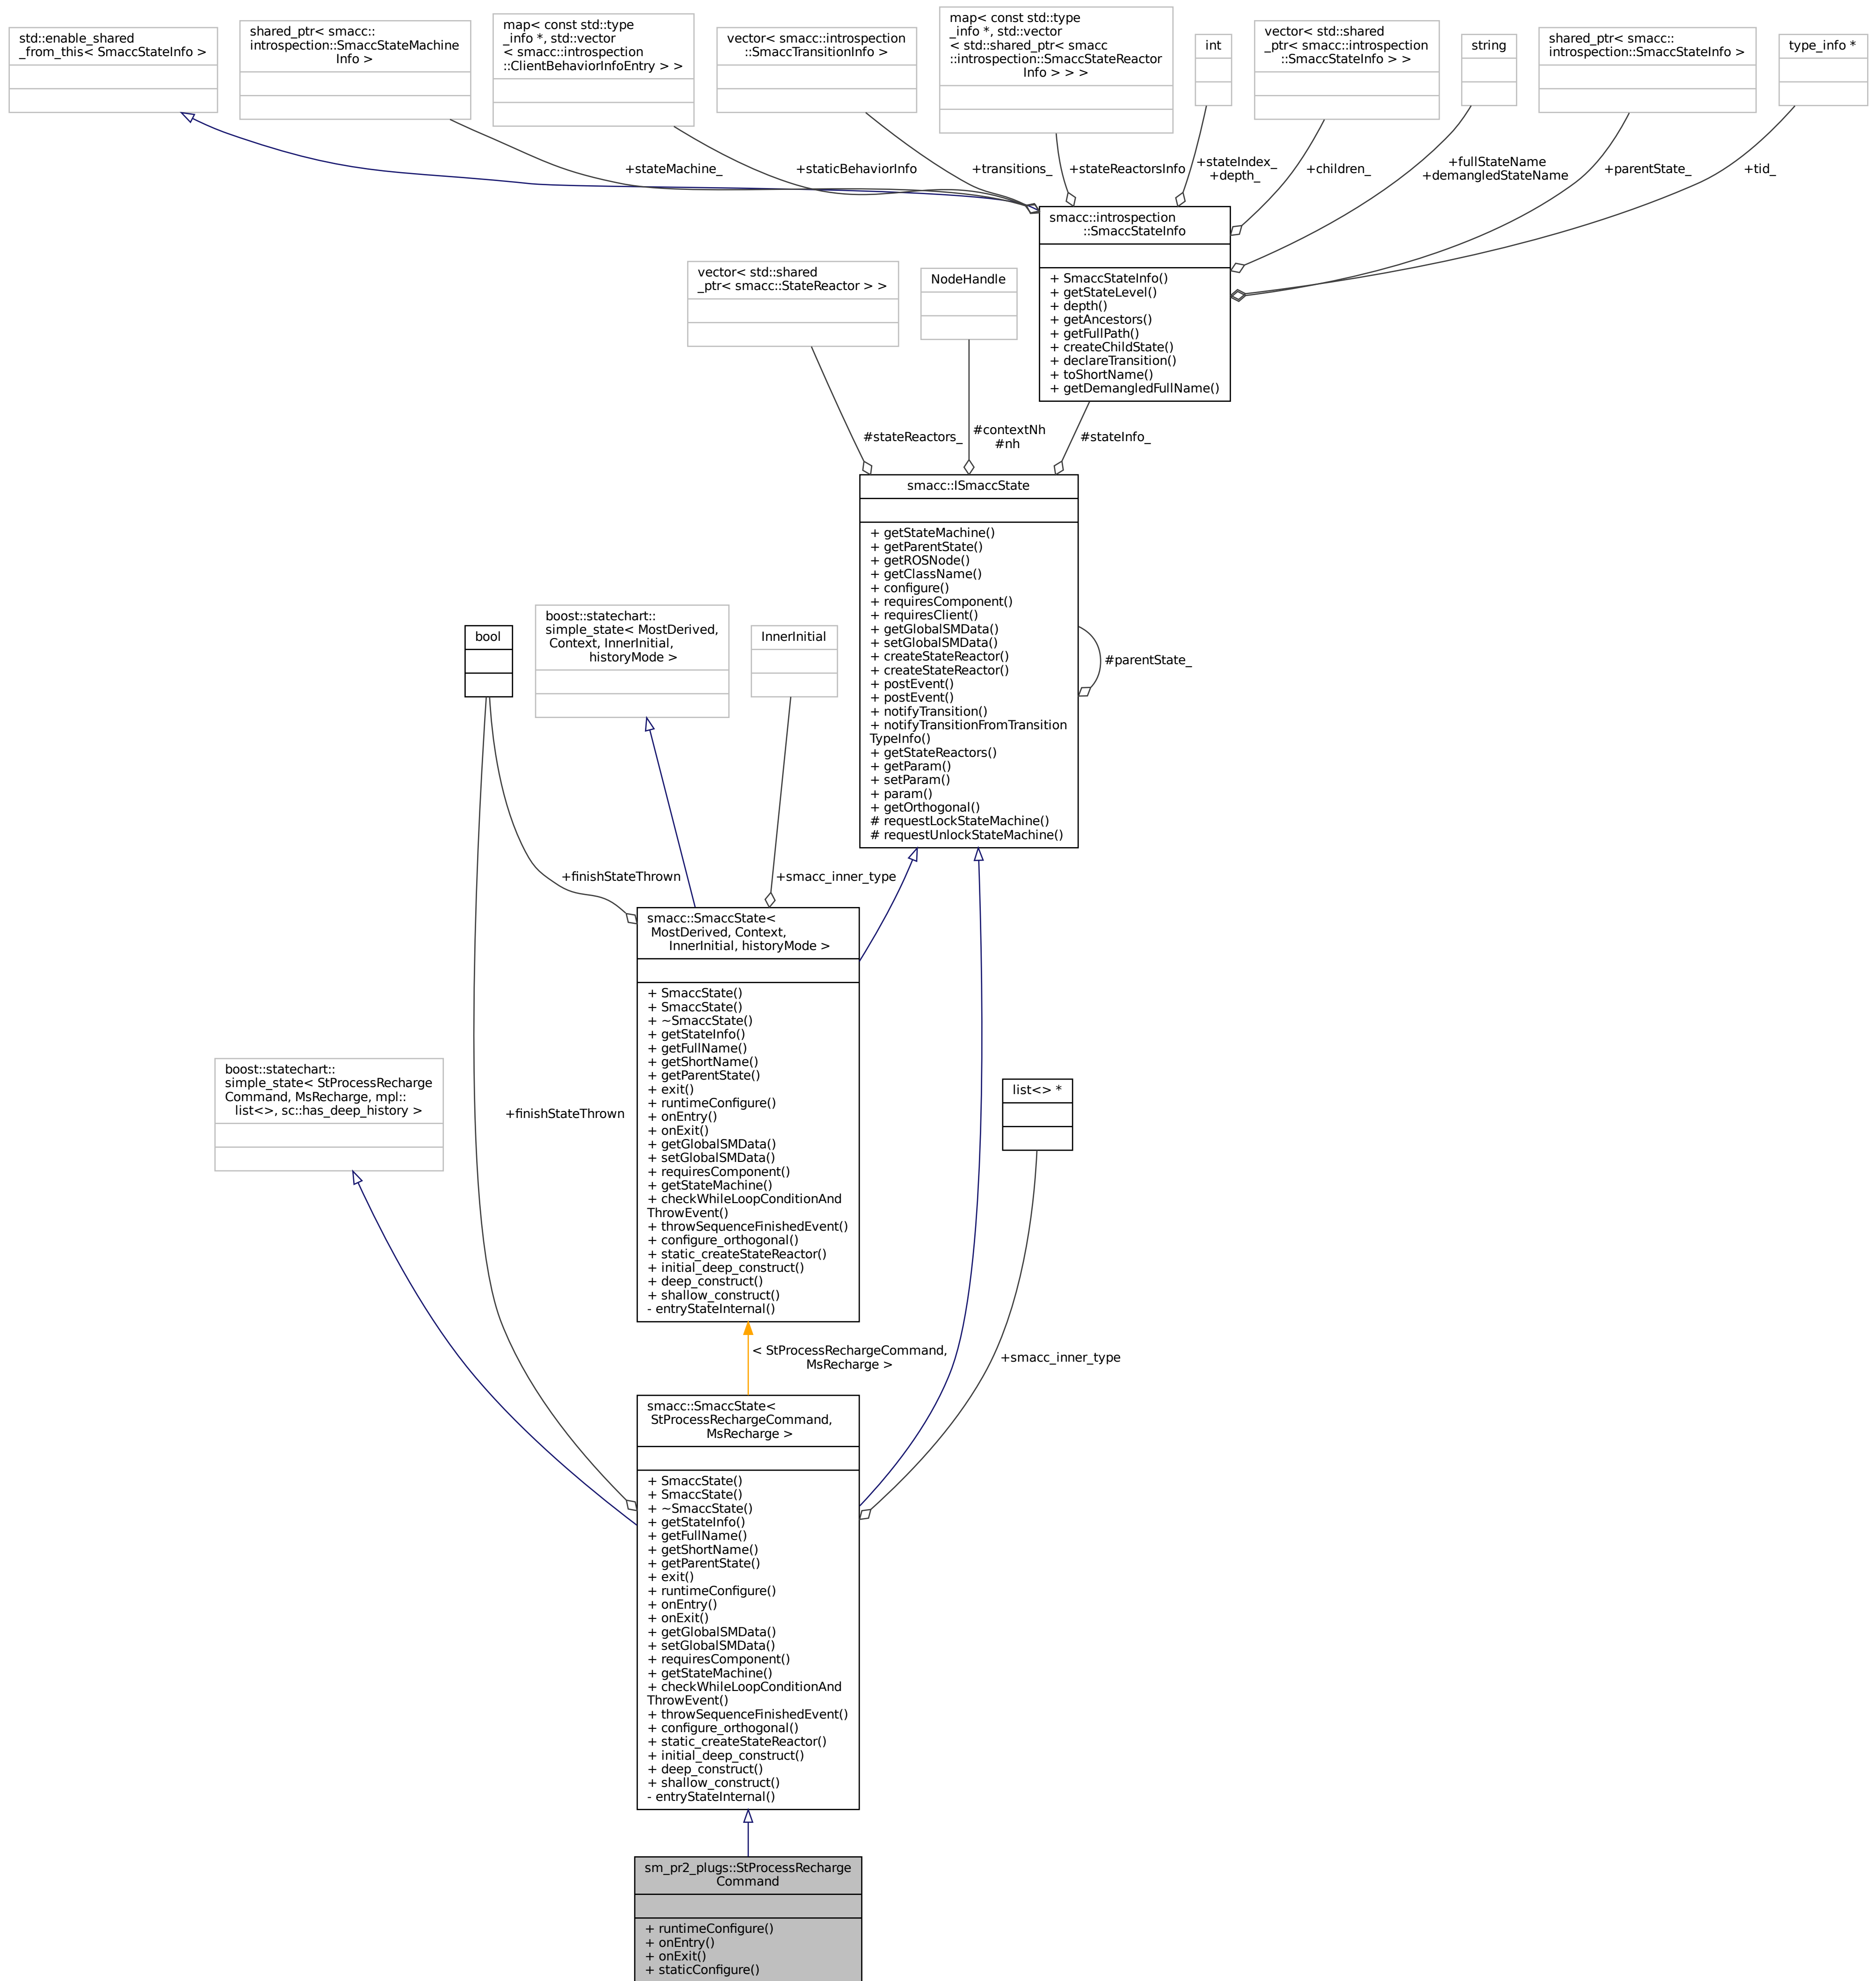 std::enable_shared
_from_this< SmaccStateInfo >
shared_ptr< smacc::
introspection::SmaccStateMachine
Info >
map< const std::type
_info *, std::vector
< smacc::introspection
::ClientBehaviorInfoEntry > >
vector< smacc::introspection
::SmaccTransitionInfo >
map< const std::type
_info *, std::vector
< std::shared_ptr< smacc
::introspection::SmaccStateReactor
Info > > >
int
vector< std::shared
_ptr< smacc::introspection
::SmaccStateInfo > >
string
shared_ptr< smacc::
introspection::SmaccStateInfo >
type_info *
+stateMachine_
+staticBehaviorInfo
+transitions_
+stateReactorsInfo
+stateIndex_
+depth_
+children_
+fullStateName
+demangledStateName
+parentState_
+tid_
smacc::introspection
::SmaccStateInfo
+ SmaccStateInfo()
+ getStateLevel()
+ depth()
+ getAncestors()
+ getFullPath()
+ createChildState()
+ declareTransition()
+ toShortName()
+ getDemangledFullName()
vector< std::shared
_ptr< smacc::StateReactor > >
NodeHandle
#stateReactors_
#contextNh
#nh
#stateInfo_
smacc::ISmaccState
+ getStateMachine()
+ getParentState()
+ getROSNode()
+ getClassName()
+ configure()
+ requiresComponent()
+ requiresClient()
+ getGlobalSMData()
+ setGlobalSMData()
+ createStateReactor()
+ createStateReactor()
+ postEvent()
+ postEvent()
+ notifyTransition()
+ notifyTransitionFromTransition
TypeInfo()
+ getStateReactors()
+ getParam()
+ setParam()
+ param()
+ getOrthogonal()
# requestLockStateMachine()
# requestUnlockStateMachine()
#parentState_
bool
boost::statechart::
simple_state< MostDerived,
Context, InnerInitial,
historyMode >
InnerInitial
+finishStateThrown
+smacc_inner_type
smacc::SmaccState<
MostDerived, Context,
InnerInitial, historyMode >
+ SmaccState()
+ SmaccState()
+ ~SmaccState()
+ getStateInfo()
+ getFullName()
+ getShortName()
+ getParentState()
+ exit()
+ runtimeConfigure()
+ onEntry()
+ onExit()
+ getGlobalSMData()
+ setGlobalSMData()
+ requiresComponent()
+ getStateMachine()
+ checkWhileLoopConditionAnd
ThrowEvent()
+ throwSequenceFinishedEvent()
+ configure_orthogonal()
+ static_createStateReactor()
+ initial_deep_construct()
+ deep_construct()
+ shallow_construct()
- entryStateInternal()
boost::statechart::
simple_state< StProcessRecharge
Command, MsRecharge, mpl::
list<>, sc::has_deep_history >
+finishStateThrown
list<> *
< StProcessRechargeCommand,
MsRecharge >
+smacc_inner_type
smacc::SmaccState<
StProcessRechargeCommand,
MsRecharge >
+ SmaccState()
+ SmaccState()
+ ~SmaccState()
+ getStateInfo()
+ getFullName()
+ getShortName()
+ getParentState()
+ exit()
+ runtimeConfigure()
+ onEntry()
+ onExit()
+ getGlobalSMData()
+ setGlobalSMData()
+ requiresComponent()
+ getStateMachine()
+ checkWhileLoopConditionAnd
ThrowEvent()
+ throwSequenceFinishedEvent()
+ configure_orthogonal()
+ static_createStateReactor()
+ initial_deep_construct()
+ deep_construct()
+ shallow_construct()
- entryStateInternal()
sm_pr2_plugs::StProcessRecharge
Command
+ runtimeConfigure()
+ onEntry()
+ onExit()
+ staticConfigure()